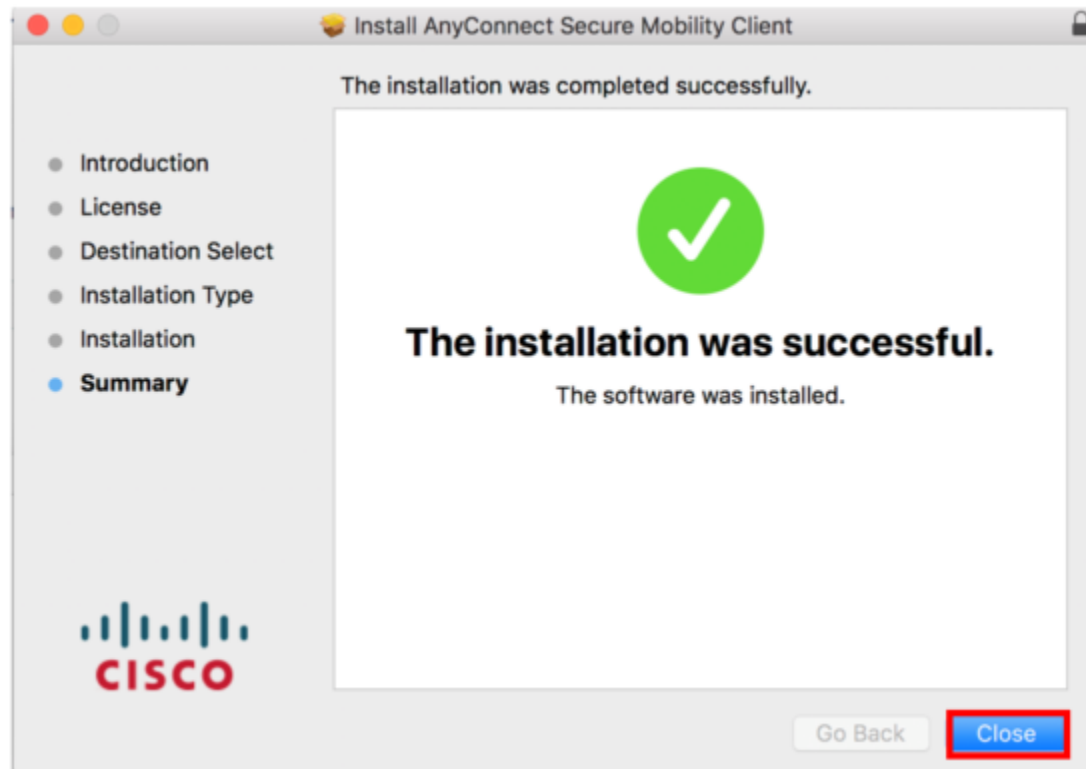 Install AnyConnect Secure Mobility Client
The installation was completed successfully.
Introduction
License
Destination Select
Installation Type
Installation
Summary
The installation was successful.
The software was installed.
CISCO
Go Back
Close